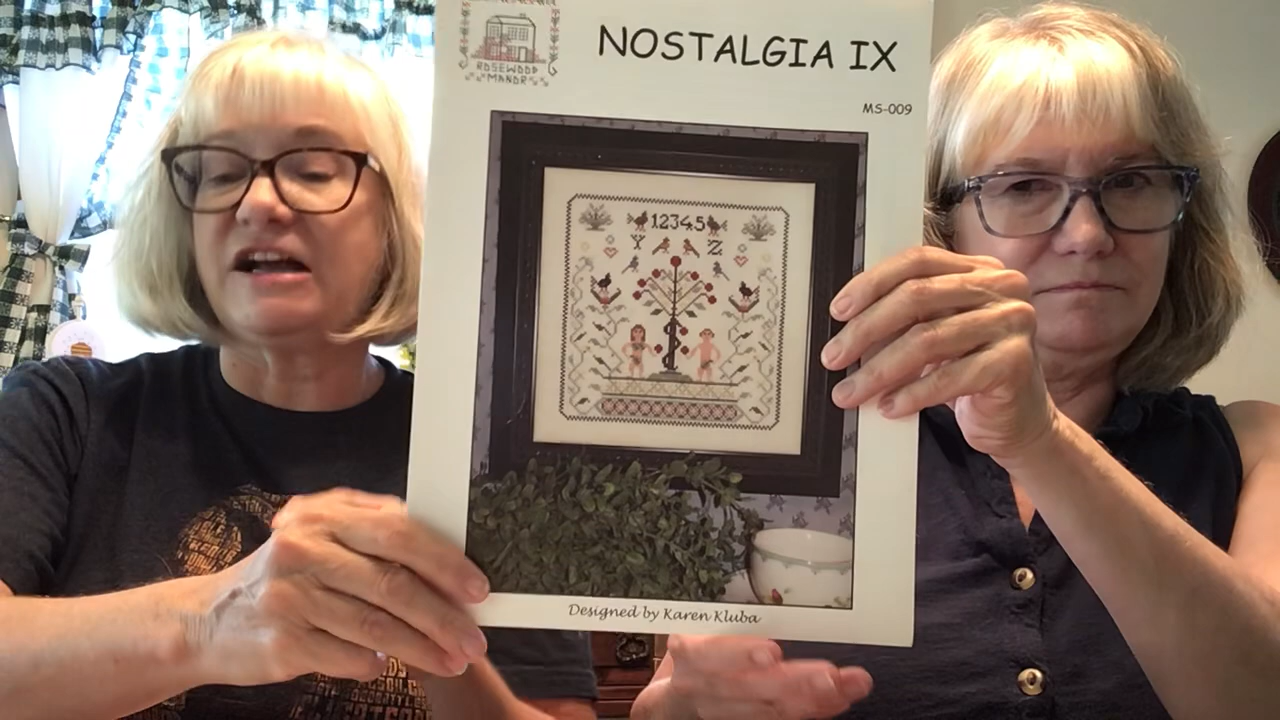 ROSEWOOD
MANOR
NOSTALGIA IX
MS-009
12345
Y Z
Designed by Karen Kluba